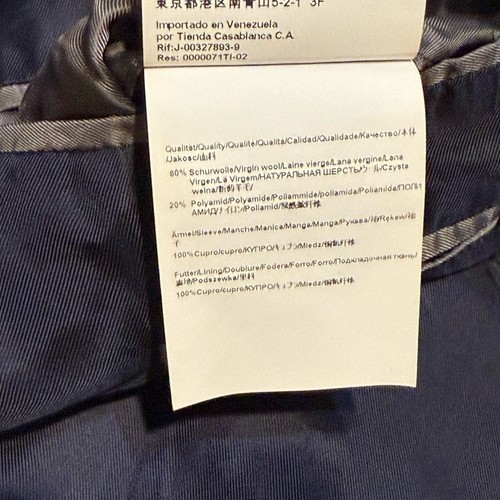 東京都港区南青山5-2-1 3F
Importado en Venezuela
por Tienda Casablanca C.A.
Rif:J-00327893-9
Res: 0000071TI-02
Qualität/Quality/Qualité/Qualità/Calidad/Qualidade/Качество/本体
/Jakosc/面料
80% Schurwolle/Virgin wool/Laine vierge/Lana vergine/Lana
Virgen/Lã Virgem/НАТУРАЛЬНАЯ ШЕРСТЬ/ウール/Czysta
welna/新的羊毛/
20% Polyamid/Polyamide/Poliammide/poliamida/Poliamida/ПОЛИ
АМИД/ナイロン/Poliamid/聚酰胺纤维
Ärmel/Sleeve/Manche/Manica/Manga/Manga/Рукава/袖/Rękaw/袖
子
100%Cupro/cupro/КУПРО/キュプラ/Miedz/铜氨纤维
Futter/Lining/Doublure/Fodera/Forro/Forro/Подкладочная ткань/
裏地/Podszewka/里料
100%Cupro/cupro/КУПРО/キュプラ/Miedz/铜氨纤维